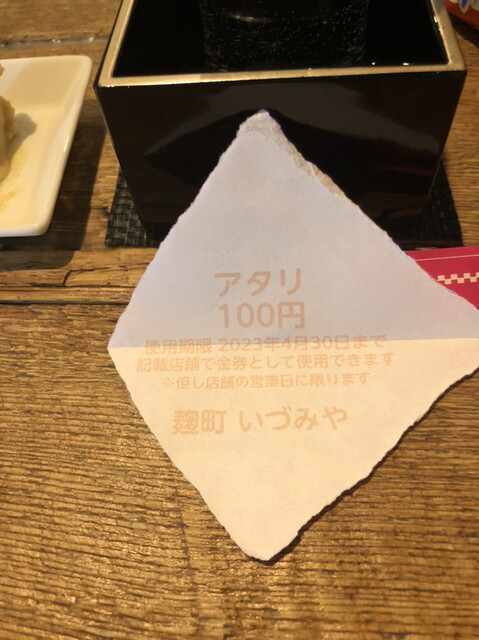 アタリ
100円
使用期限 2023年4月30日まで
記載店舗で金券として使用できます
※但し店舗の営業日に限ります
麹町 いづみや